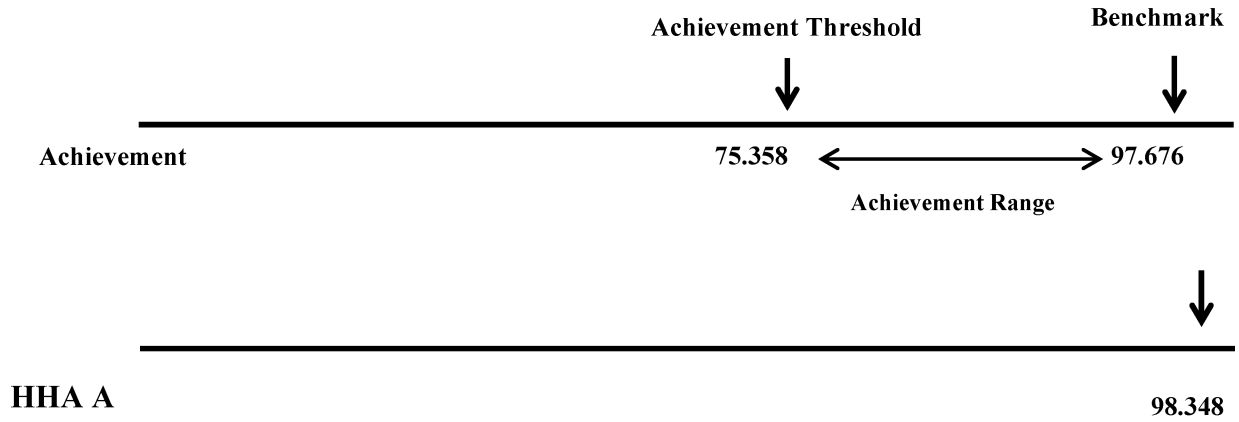 Achievement Threshold
Benchmark
Achievement
75.358
97.676
Achievement Range
HHA A
98.348